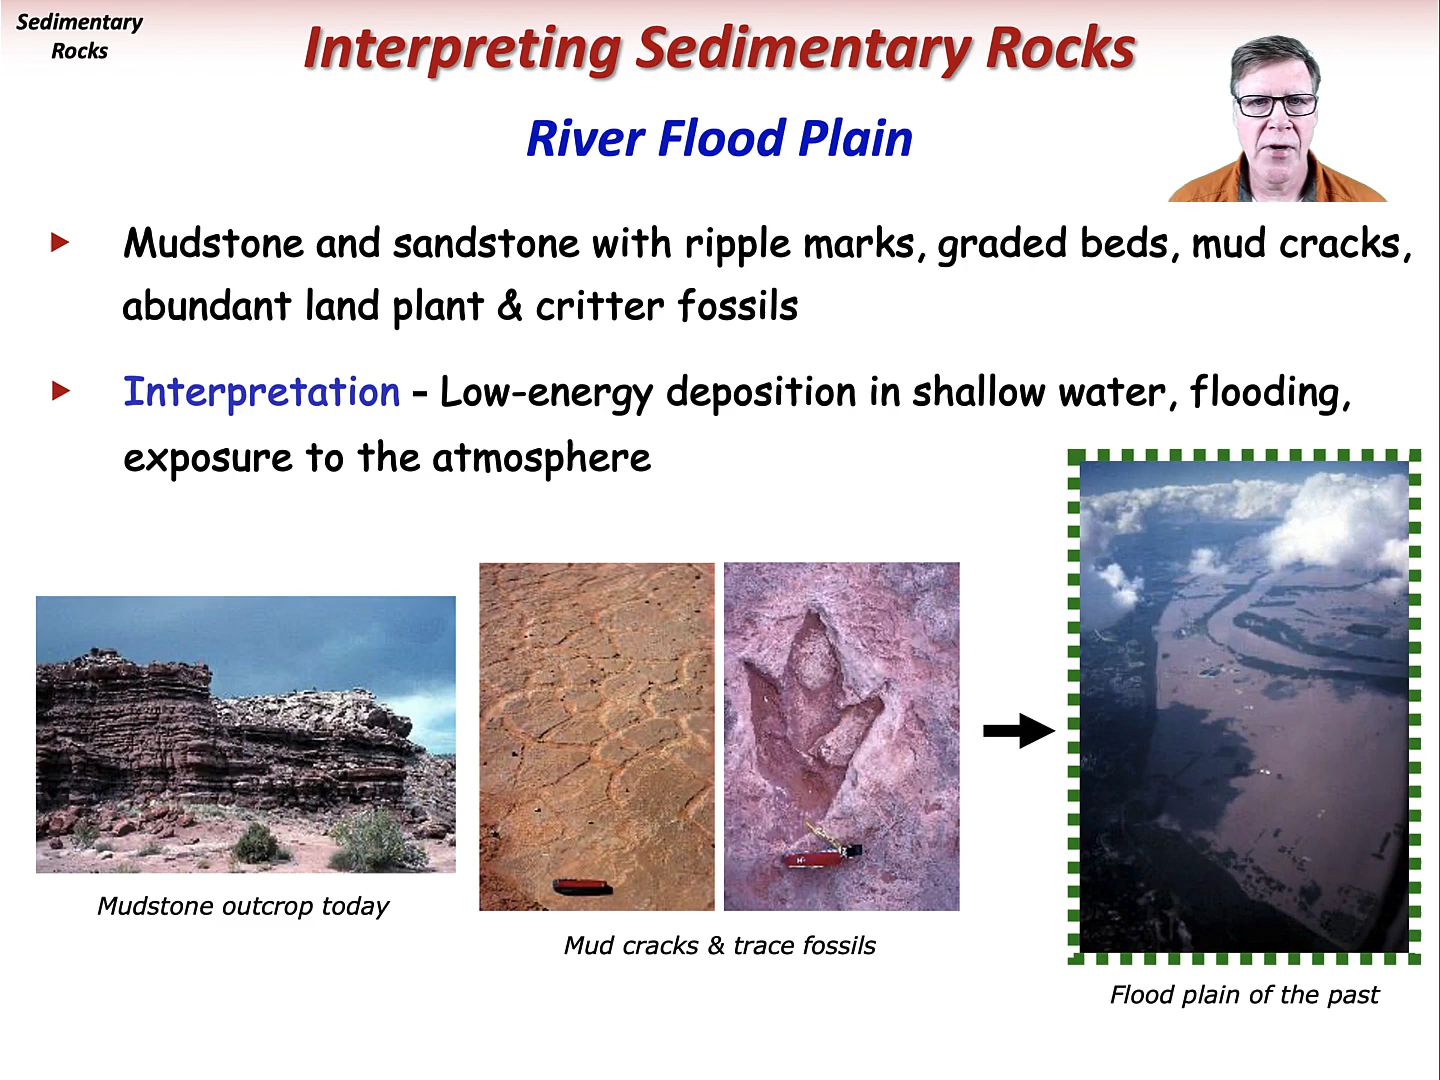 Sedimentary
Rocks
Interpreting Sedimentary Rocks
River Flood Plain
Mudstone and sandstone with ripple marks, graded beds, mud cracks,
abundant land plant & critter fossils
Interpretation - Low-energy deposition in shallow water, flooding,
exposure to the atmosphere
Mudstone outcrop today
Mud cracks & trace fossils
Flood plain of the past